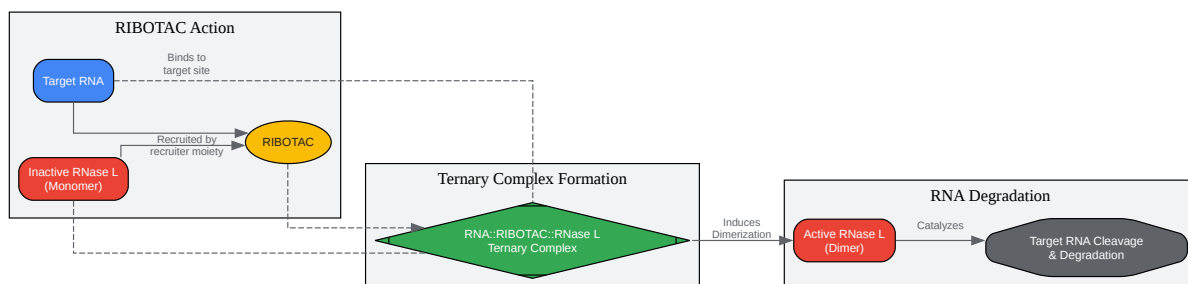 RIBOTAC Action
Binds to
target site
Target RNA
RIBOTAC
Recruited by
recruiter moiety
Inactive RNase L
(Monomer)
Ternary Complex Formation
RNA::RIBOTAC::RNase L
Ternary Complex
Induces
Dimerization
RNA Degradation
Active RNase L
(Dimer)
Catalyzes
Target RNA Cleavage
& Degradation